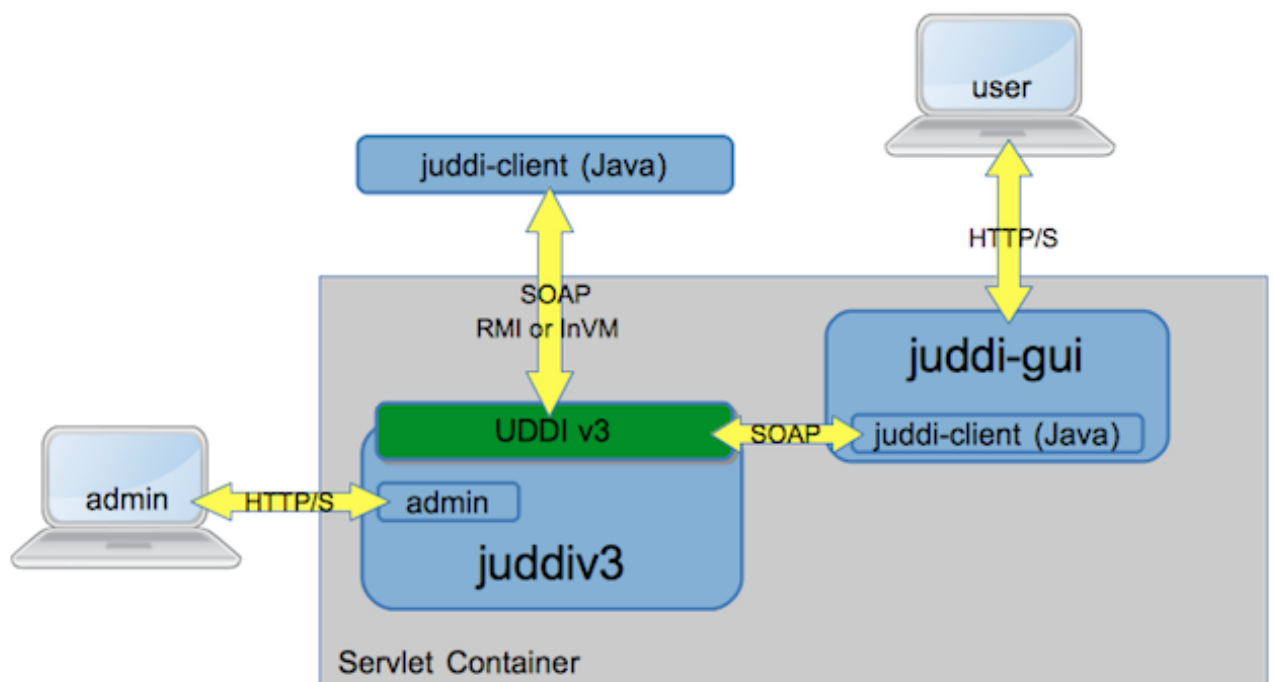 user
juddi-client (Java)
HTTP/S
SOAP
RMI or InVM
juddi-gui
UDDI v3
SOAP
juddi-client (Java)
admin
HTTP/S
admin
juddiv3
Servlet Container